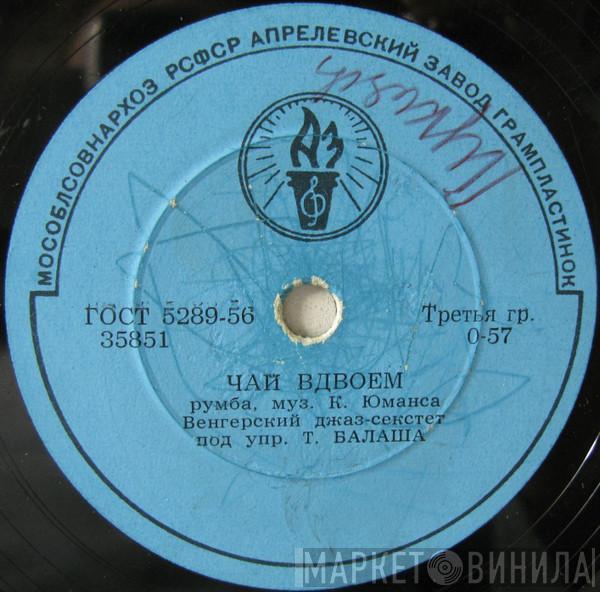 МОСОБЛСОВНАРХОЗ РСФСР АПРЕЛЕВСКИЙ ЗАВОД ГРАМПЛАСТИНОК
АЗ
ГОСТ 5289-56
35851
Третья гр.
0-57
ЧАЙ ВДВОЕМ
румба, муз. К. Юманса
Венгерский джаз-секстет
под упр. Т. БАЛАША
МАРКЕТ ВИНИЛА